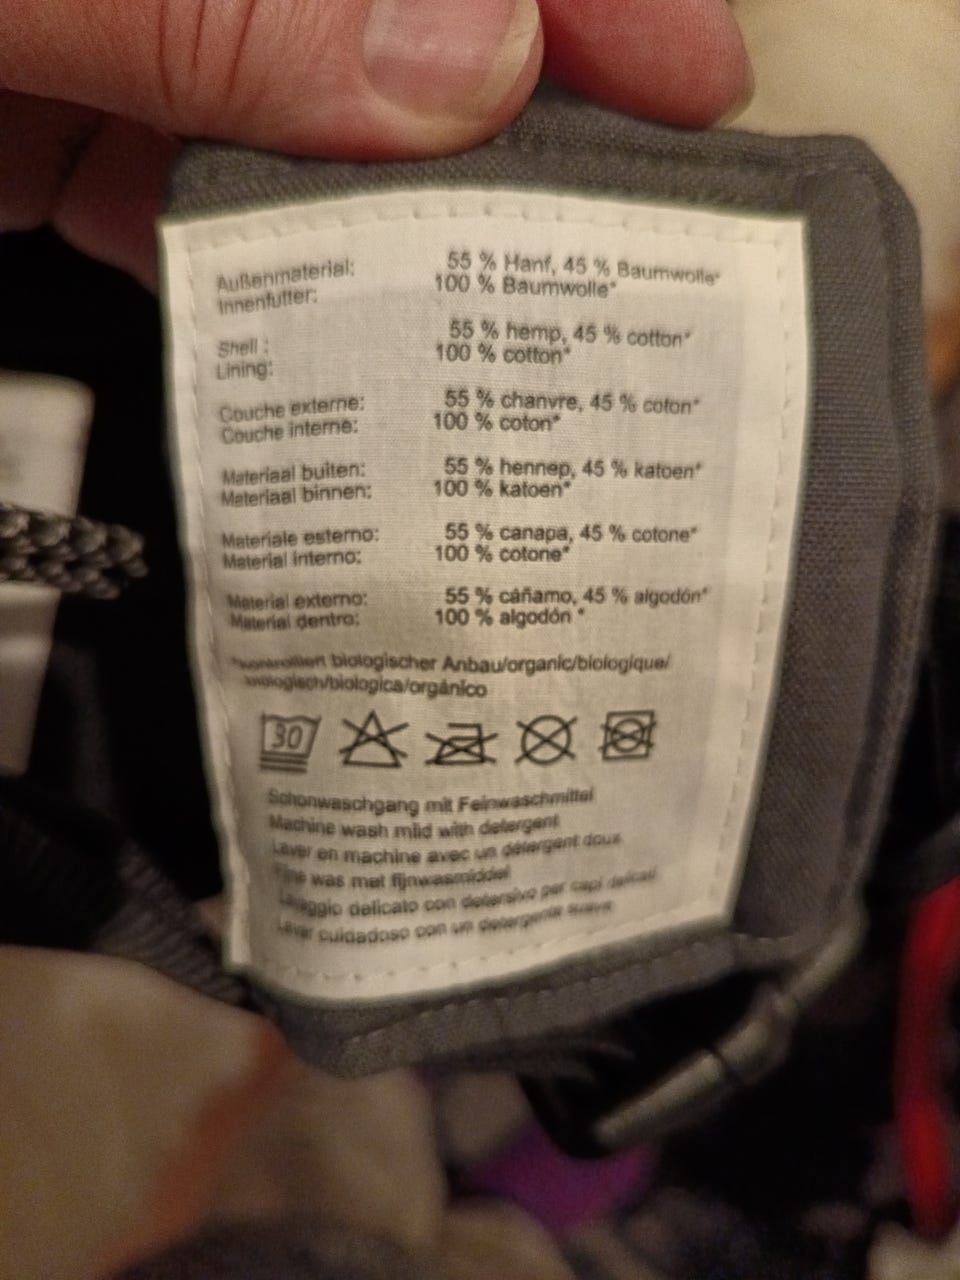 Außenmaterial: 55 % Hanf, 45 % Baumwolle*
Innenfutter: 100 % Baumwolle*
Shell : 55 % hemp, 45 % cotton*
Lining: 100 % cotton*
Couche externe: 55 % chanvre, 45 % coton*
Couche interne: 100 % coton*
Materiaal buiten: 55 % hennep, 45 % katoen*
Materiaal binnen: 100 % katoen*
Materiale esterno: 55 % canapa, 45 % cotone*
Material interno: 100 % cotone*
Material externo: 55 % cáñamo, 45 % algodón*
Material dentro: 100 % algodón *
biologischer Anbau/organic/biologique/
/biologica/orgánico
30
Schonwaschgang mit Feinwaschmittel
Machine wash mild with detergent
Laver en machine avec un détergent doux
was met fijnwasmiddel
Lavaggio delicato con detersivo per capi delicati
Lavar cuidadoso con un detergente suave